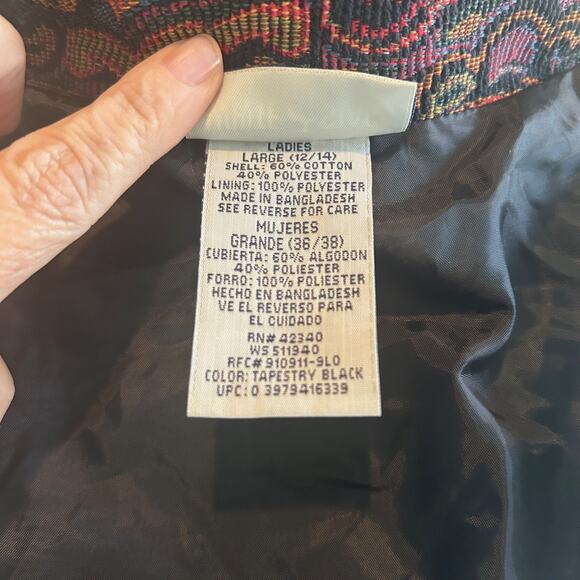 LADIES
LARGE (12/14)
SHELL: 60% COTTON
40% POLYESTER
LINING: 100% POLYESTER
MADE IN BANGLADESH
SEE REVERSE FOR CARE
MUJERES
GRANDE (36/38)
CUBIERTA: 60% ALGODON
40% POLIESTER
FORRO: 100% POLIESTER
HECHO EN BANGLADESH
VE EL REVERSO PARA
EL CUIDADO
RN# 42340
WS 511940
RFC# 910911-9L0
COLOR: TAPESTRY BLACK
UPC: 0 3979416339